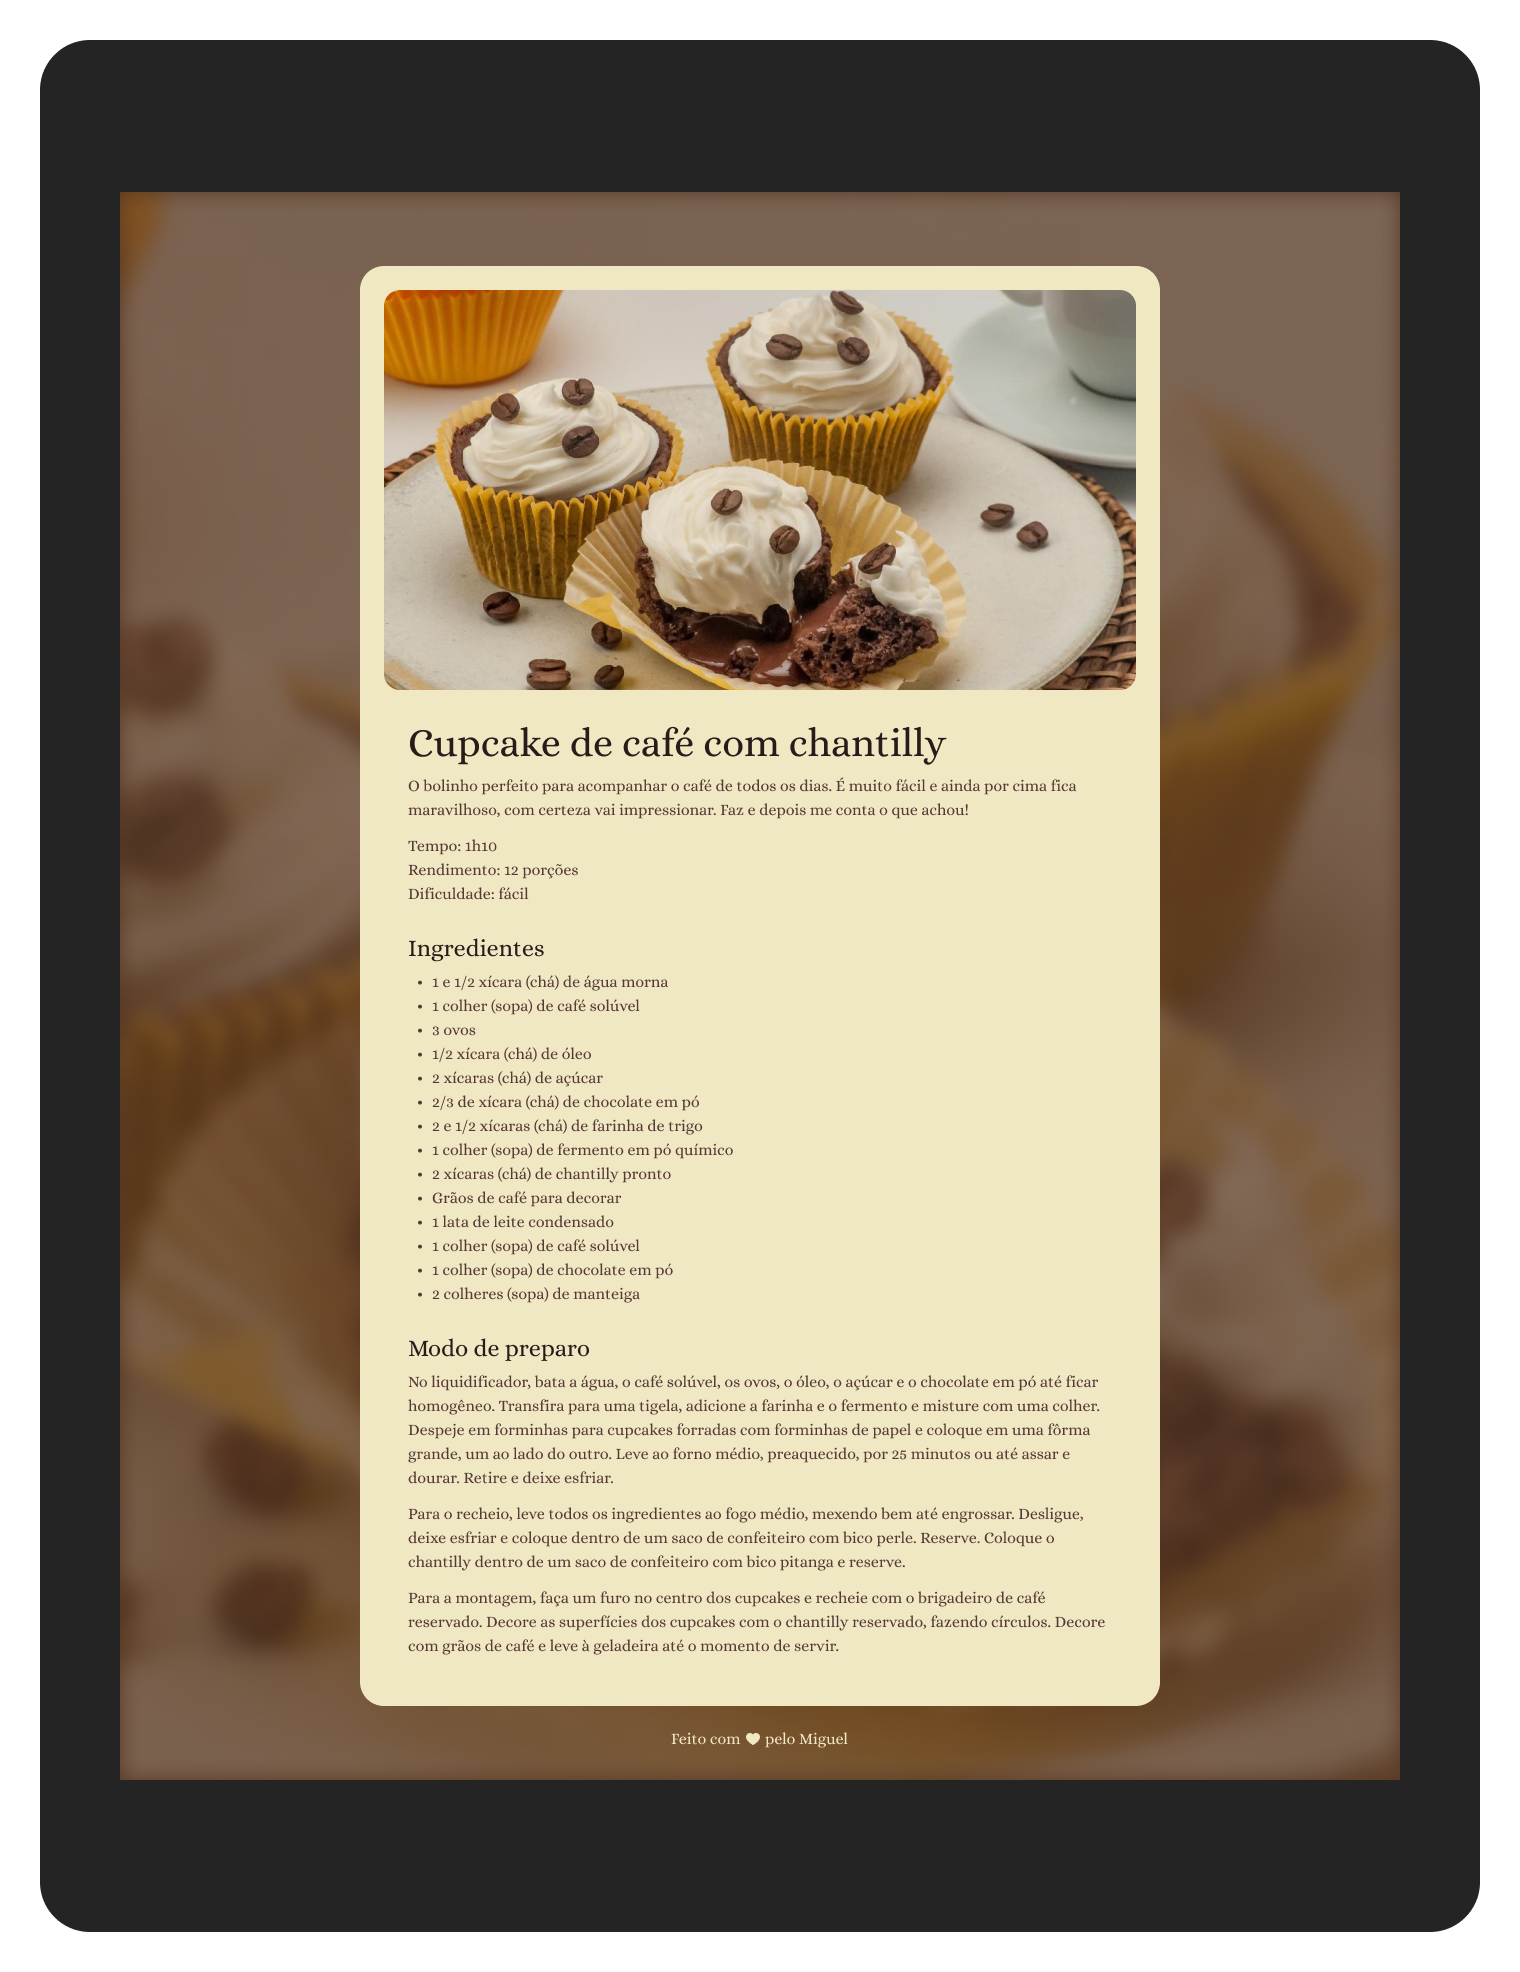 Cupcake de café com chantilly
O bolinho perfeito para acompanhar o café de todos os dias. É muito fácil e ainda por cima fica
maravilhoso, com certeza vai impressionar. Faz e depois me conta o que achou!
Tempo: 1h10
Rendimento: 12 porções
Dificuldade: fácil
Ingredientes
• 1 e 1/2 xícara (chá) de água morna
• 1 colher (sopa) de café solúvel
• 3 ovos
• 1/2 xícara (chá) de óleo
• 2 xícaras (chá) de açúcar
• 2/3 de xícara (chá) de chocolate em pó
• 2 e 1/2 xícaras (chá) de farinha de trigo
• 1 colher (sopa) de fermento em pó químico
• 2 xícaras (chá) de chantilly pronto
• Grãos de café para decorar
• 1 lata de leite condensado
• 1 colher (sopa) de café solúvel
• 1 colher (sopa) de chocolate em pó
• 2 colheres (sopa) de manteiga
Modo de preparo
No liquidificador, bata a água, o café solúvel, os ovos, o óleo, o açúcar e o chocolate em pó até ficar
homogêneo. Transfira para uma tigela, adicione a farinha e o fermento e misture com uma colher.
Despeje em forminhas para cupcakes forradas com forminhas de papel e coloque em uma fôrma
grande, um ao lado do outro. Leve ao forno médio, preaquecido, por 25 minutos ou até assar e
dourar. Retire e deixe esfriar.
Para o recheio, leve todos os ingredientes ao fogo médio, mexendo bem até engrossar. Desligue,
deixe esfriar e coloque dentro de um saco de confeiteiro com bico perle. Reserve. Coloque o
chantilly dentro de um saco de confeiteiro com bico pitanga e reserve.
Para a montagem, faça um furo no centro dos cupcakes e recheie com o brigadeiro de café
reservado. Decore as superfícies dos cupcakes com o chantilly reservado, fazendo círculos. Decore
com grãos de café e leve à geladeira até o momento de servir.
Feito com ♥ pelo Miguel